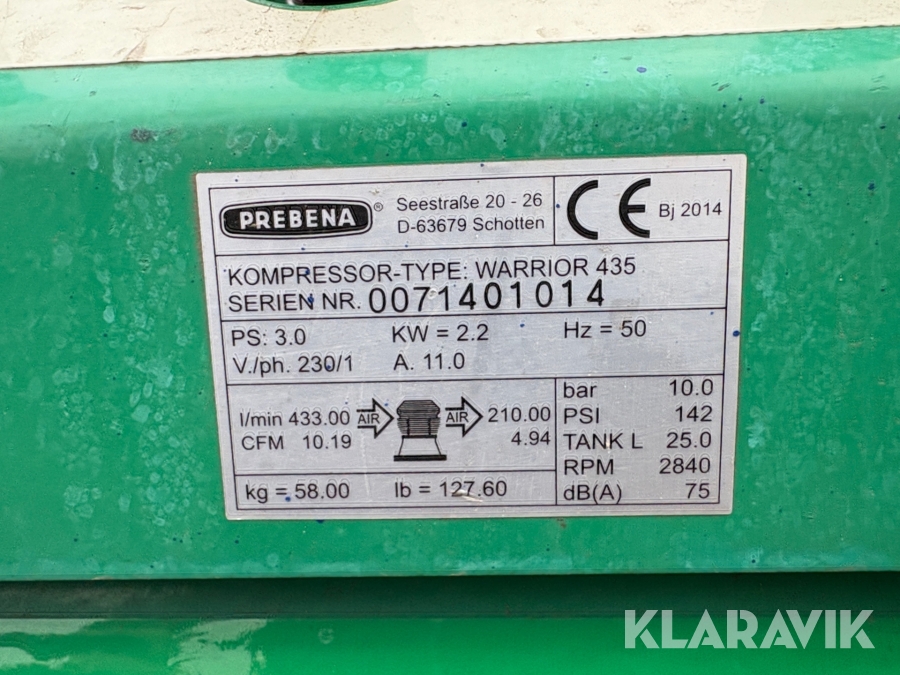 PREBENA ® Seestraße 20 - 26
D-63679 Schotten
CE Bj 2014
KOMPRESSOR-TYPE: WARRIOR 435
SERIEN NR. 0071401014
PS: 3.0 KW = 2.2 Hz = 50
V./ph. 230/1 A. 11.0
l/min 433.00 AIR AIR 210.00
CFM 10.19 4.94
kg = 58.00 lb = 127.60
bar 10.0
PSI 142
TANK L 25.0
RPM 2840
dB(A) 75
KLARAVIK